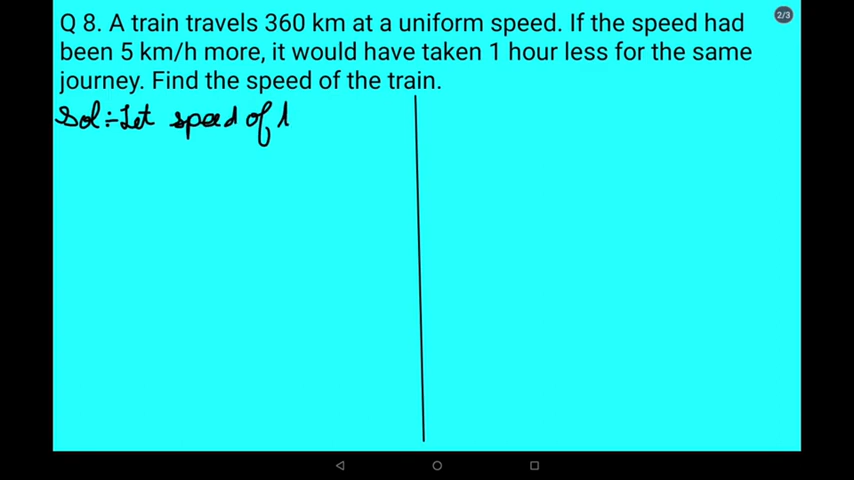 2/3
Q 8. A train travels 360 km at a uniform speed. If the speed had
been 5 km/h more, it would have taken 1 hour less for the same
journey. Find the speed of the train.
Sol:- Let speed of